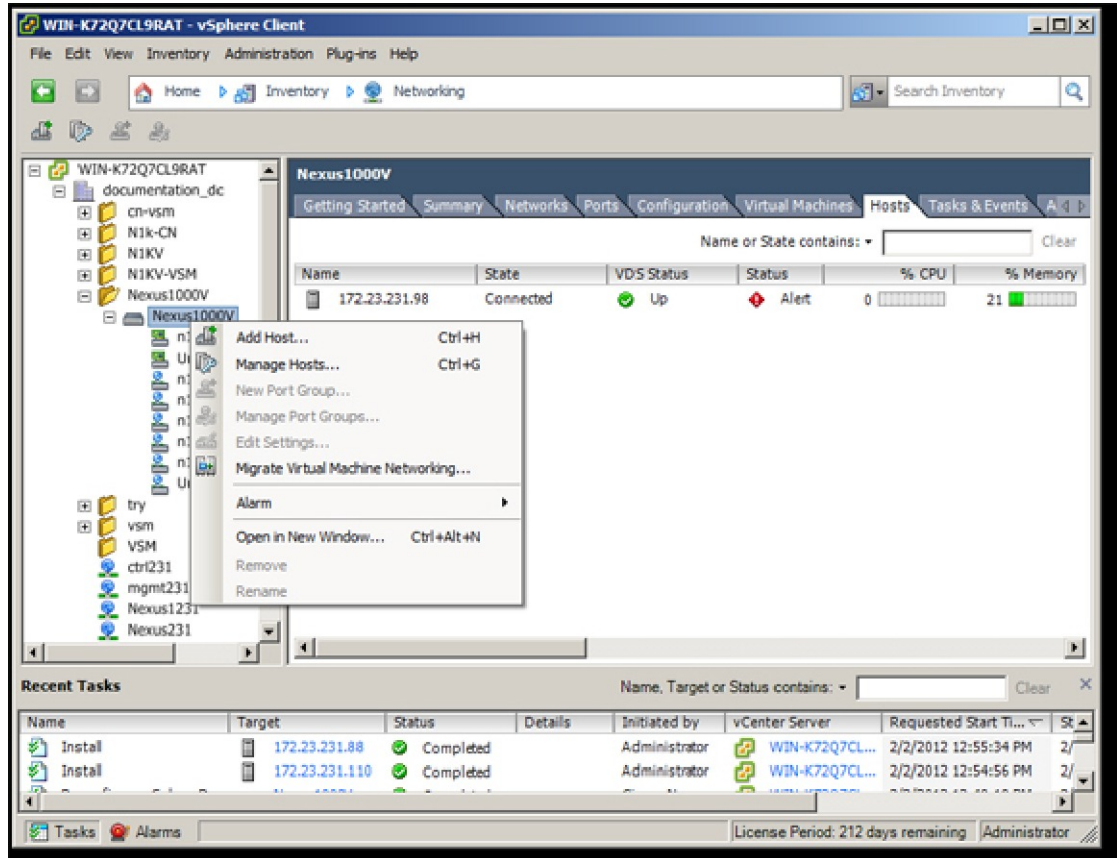 WIN-K72Q7CL9RAT - vSphere Client
File Edit View Inventory Administration Plug-ins Help
Home Inventory Networking Search Inventory
WIN-K72Q7CL9RAT
documentation_dc
cn-vsm
N1k-CN
N1KV
N1KV-VSM
Nexus1000V
Nexus1000V
try
vsm
VSM
ctrl231
mgmt231
Nexus1231
Nexus231
Add Host... Ctrl+H
Manage Hosts... Ctrl+G
New Port Group...
Manage Port Groups...
Edit Settings...
Migrate Virtual Machine Networking...
Alarm
Open in New Window... Ctrl+Alt+N
Remove
Rename
Nexus1000V
Getting Started Summary Networks Ports Configuration Virtual Machines Hosts Tasks & Events A
Name or State contains: Clear
Name State VDS Status Status % CPU % Memory
172.23.231.98 Connected Up Alert 0 21
Recent Tasks Name, Target or Status contains: Clear
Name Target Status Details Initiated by vCenter Server Requested Start Ti... St
Install 172.23.231.88 Completed Administrator WIN-K72Q7CL... 2/2/2012 12:55:34 PM 2/
Install 172.23.231.110 Completed Administrator WIN-K72Q7CL... 2/2/2012 12:54:56 PM 2/
Tasks Alarms License Period: 212 days remaining Administrator